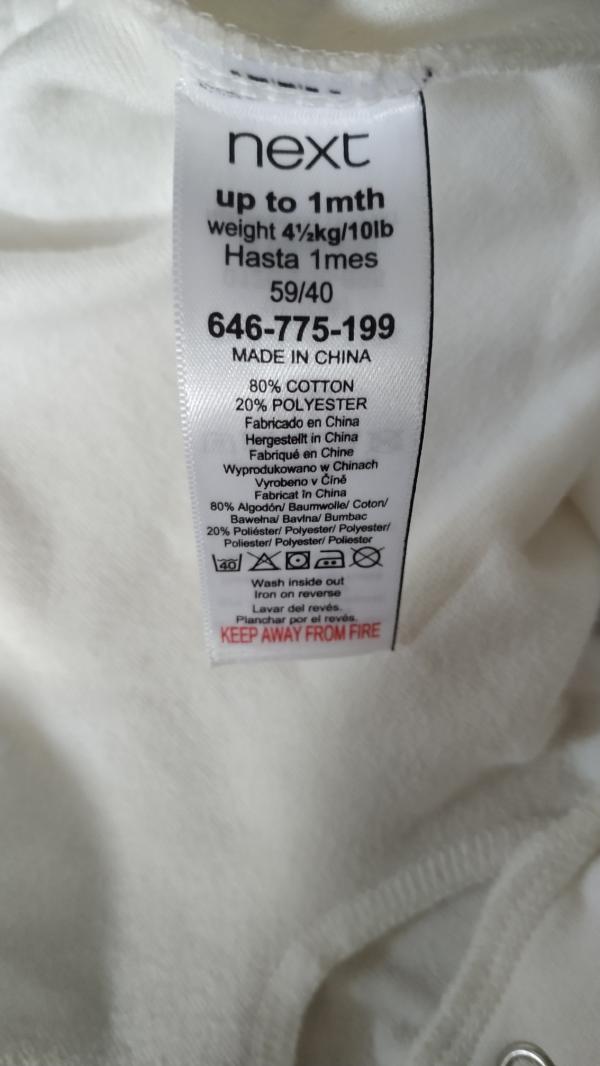 next
up to 1mth
weight 4½kg/10lb
Hasta 1mes
59/40
646-775-199
MADE IN CHINA
80% COTTON
20% POLYESTER
Fabricado en China
Hergestellt in China
Fabriqué en Chine
Wyprodukowano w Chinach
Vyrobeno v Číně
Fabricat în China
80% Algodón/ Baumwolle/ Coton/
Bawełna/ Bavlna/ Bumbac
20% Poliéster/ Polyester/ Polyester/
Poliester/ Polyester/ Poliester
40
Wash inside out
Iron on reverse
Lavar del revés.
Planchar por el revés.
KEEP AWAY FROM FIRE